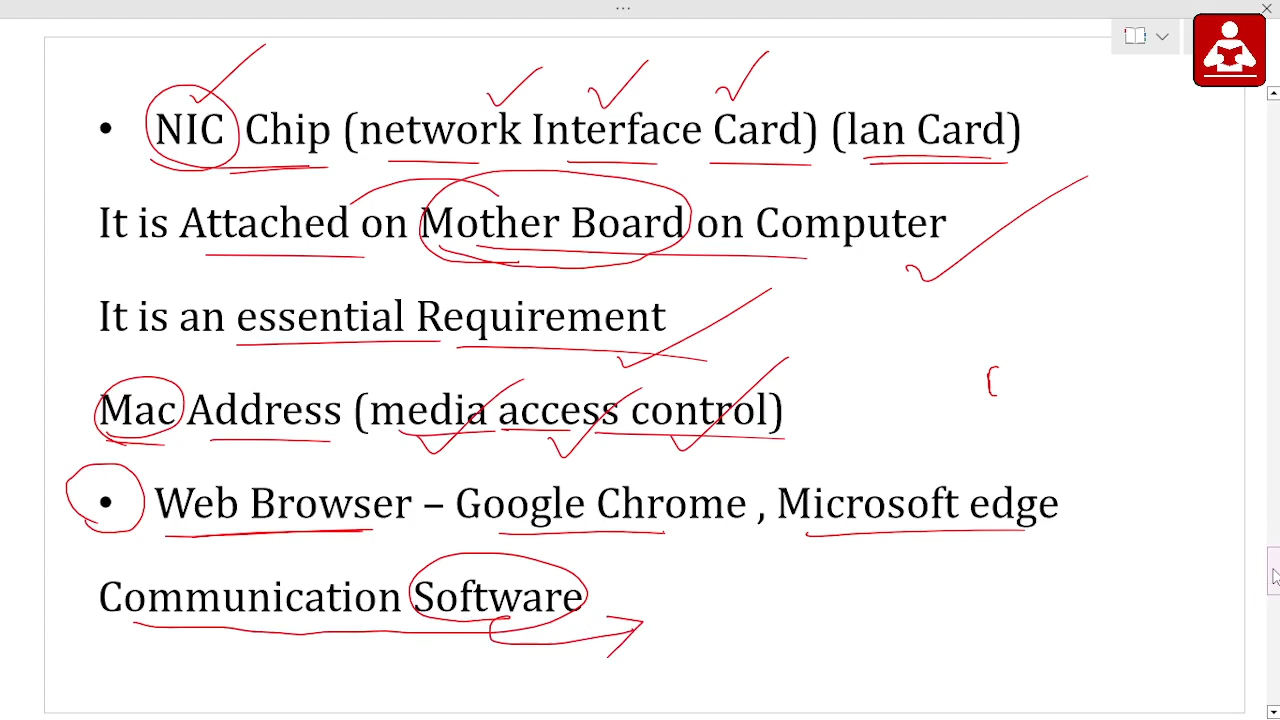 • NIC Chip (network Interface Card) (lan Card)
It is Attached on Mother Board on Computer
It is an essential Requirement
Mac Address (media access control)
• Web Browser – Google Chrome , Microsoft edge
Communication Software